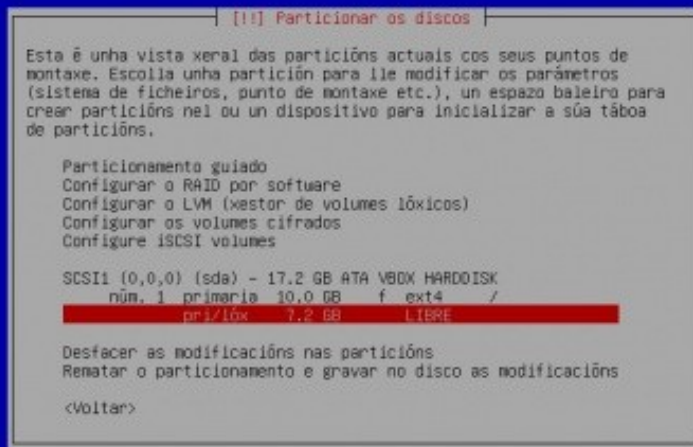 [!!] Particionar os discos
Esta é unha vista xeral das particións actuais cos seus puntos de
montaxe. Escolla unha partición para lle modificar os parámetros
(sistema de ficheiros, punto de montaxe etc.), un espazo baleiro para
crear particións nel ou un dispositivo para inicializar a súa táboa
de particións.
Particionamento guiado
Configurar o RAID por software
Configurar o LVM (xestor de volumes lóxicos)
Configurar os volumes cifrados
Configure iSCSI volumes
SCSI1 (0,0,0) (sda) - 17.2 GB ATA VBOX HARDDISK
núm. 1 primaria 10.0 GB f ext4 /
pri/lóx 7.2 GB LIBRE
Desfacer as modificacións nas particións
Rematar o particionamento e gravar no disco as modificacións
<Voltar>